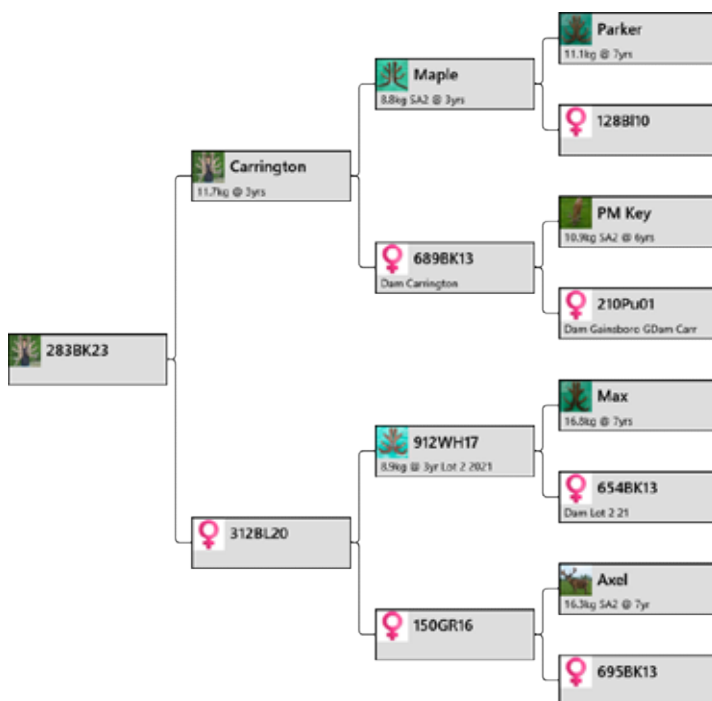 Parker
11.1kg @ 7yrs
Maple
8.8kg SA2 @ 3yrs
128Bl10
Carrington
11.7kg @ 3yrs
PM Key
10.9kg SA2 @ 6yrs
689BK13
Dam Carrington
210Pu01
Dam Gainsboro GDam Carr
283BK23
Max
16.8kg @ 7yrs
912WH17
8.9kg @ 3yr Lot 2 2021
654BK13
Dam Lot 2 21
312BL20
Axel
16.3kg SA2 @ 7yr
150GR16
695BK13